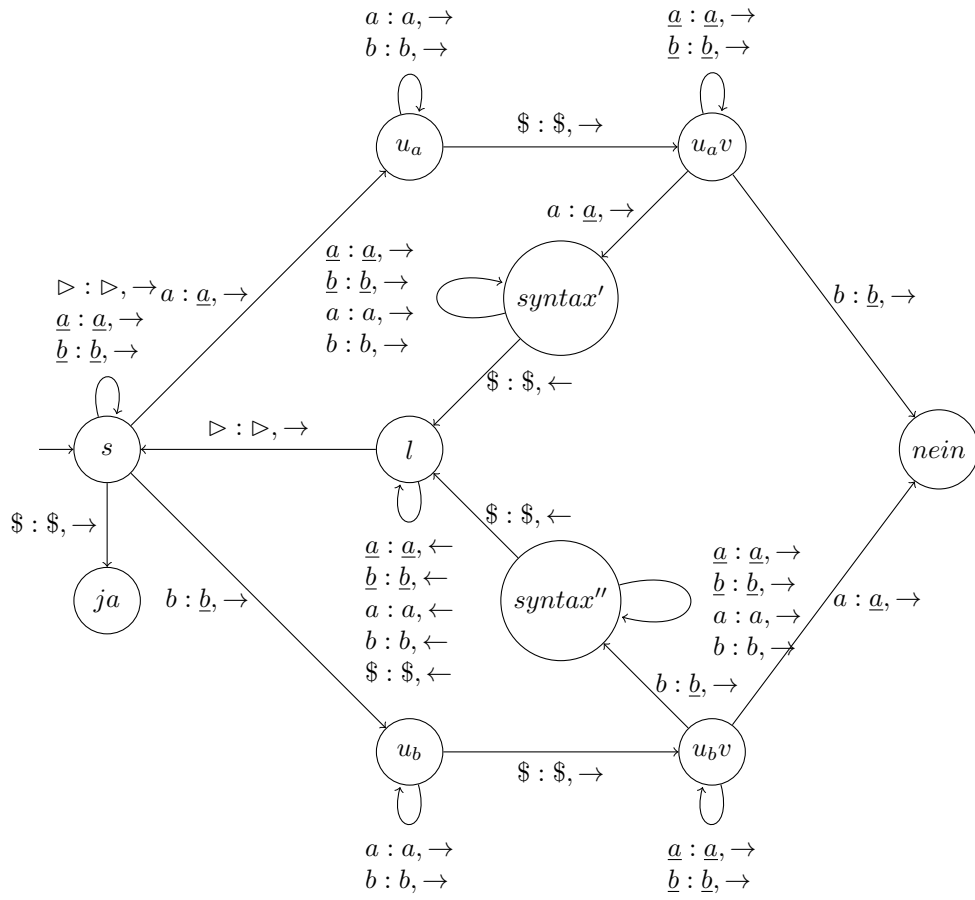 a : a, →
b : b, →
a̲ : a̲, →
b̲ : b̲, →
u_a
$ : $, →
u_a v
a : a̲, →
a̲ : a̲, →
b̲ : b̲, →
a : a, →
b : b, →
syntax′
▷ : ▷, →
a̲ : a̲, →
b̲ : b̲, →
a : a̲, →
b : b̲, →
$ : $, ←
s
▷ : ▷, →
l
nein
$ : $, →
ja
b : b̲, →
a̲ : a̲, ←
b̲ : b̲, ←
a : a, ←
b : b, ←
$ : $, ←
$ : $, ←
syntax′′
a̲ : a̲, →
b̲ : b̲, →
a : a, →
b : b, →
a : a̲, →
b : b̲, →
u_b
$ : $, →
u_b v
a : a, →
b : b, →
a̲ : a̲, →
b̲ : b̲, →